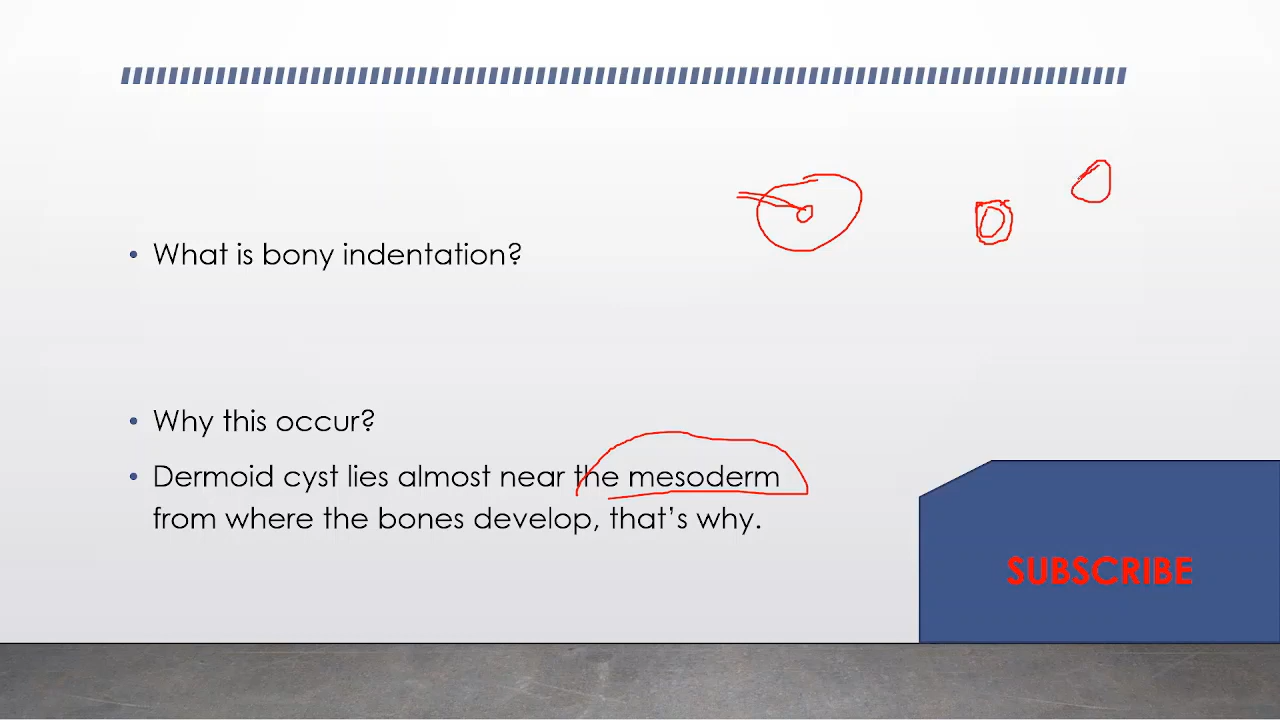 • What is bony indentation?
• Why this occur?
• Dermoid cyst lies almost near the mesoderm
from where the bones develop, that's why.
SUBSCRIBE